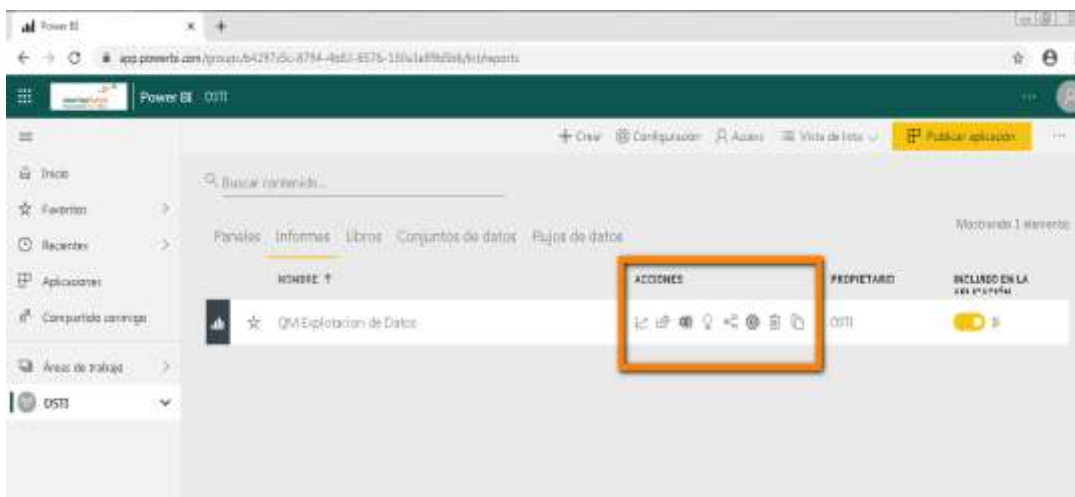 Power BI
app.powerbi.com/groups/
Power BI OSTI
Crear Configuración Acceso Vista de lista Publicar aplicación
Inicio
Buscar contenido...
Favoritos
Recientes
Mostrando 1 elemento
Paneles Informes Libros Conjuntos de datos Flujos de datos
Aplicaciones
NOMBRE ↑ ACCIONES PROPIETARIO INCLUIDO EN LA
Compartido conmigo
QM Explotacion de Datos OSTI
Áreas de trabajo
OSTI